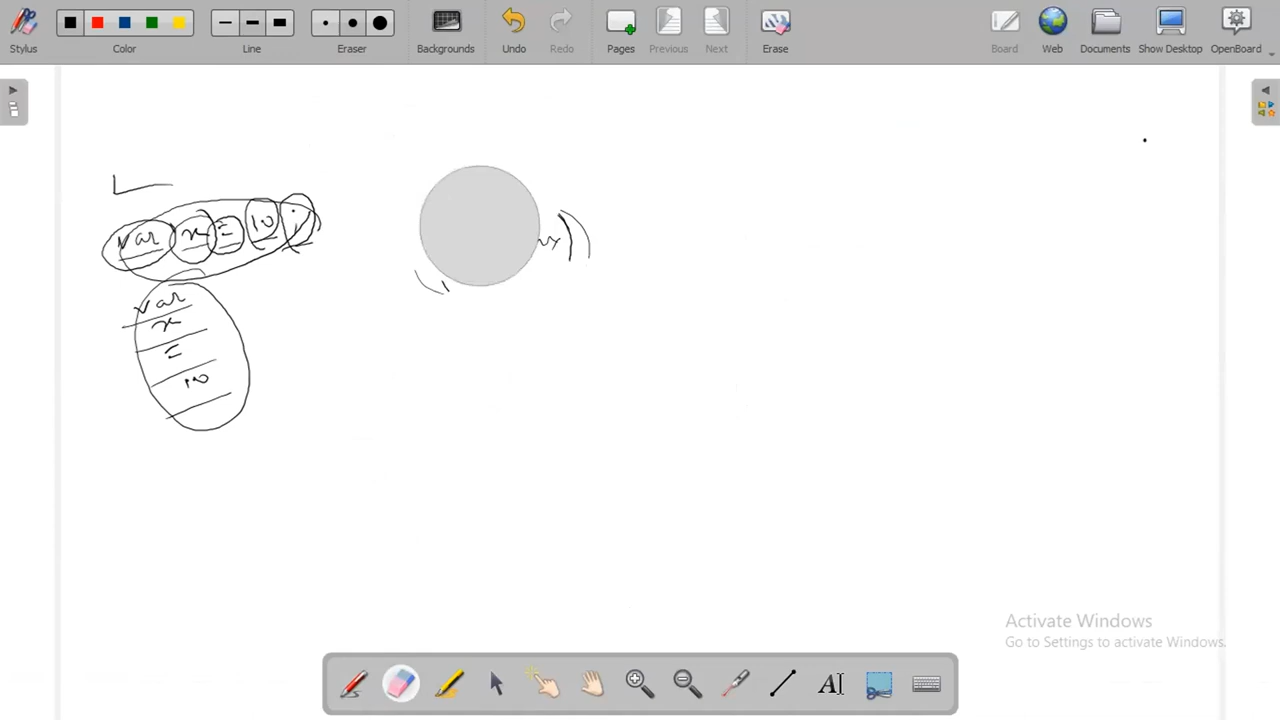 Stylus Color Line Eraser Backgrounds Undo Redo Pages Previous Next Erase Board Web Documents Show Desktop OpenBoard
var x = 10 ;
var
x
=
10
Activate Windows
Go to Settings to activate Windows.
A